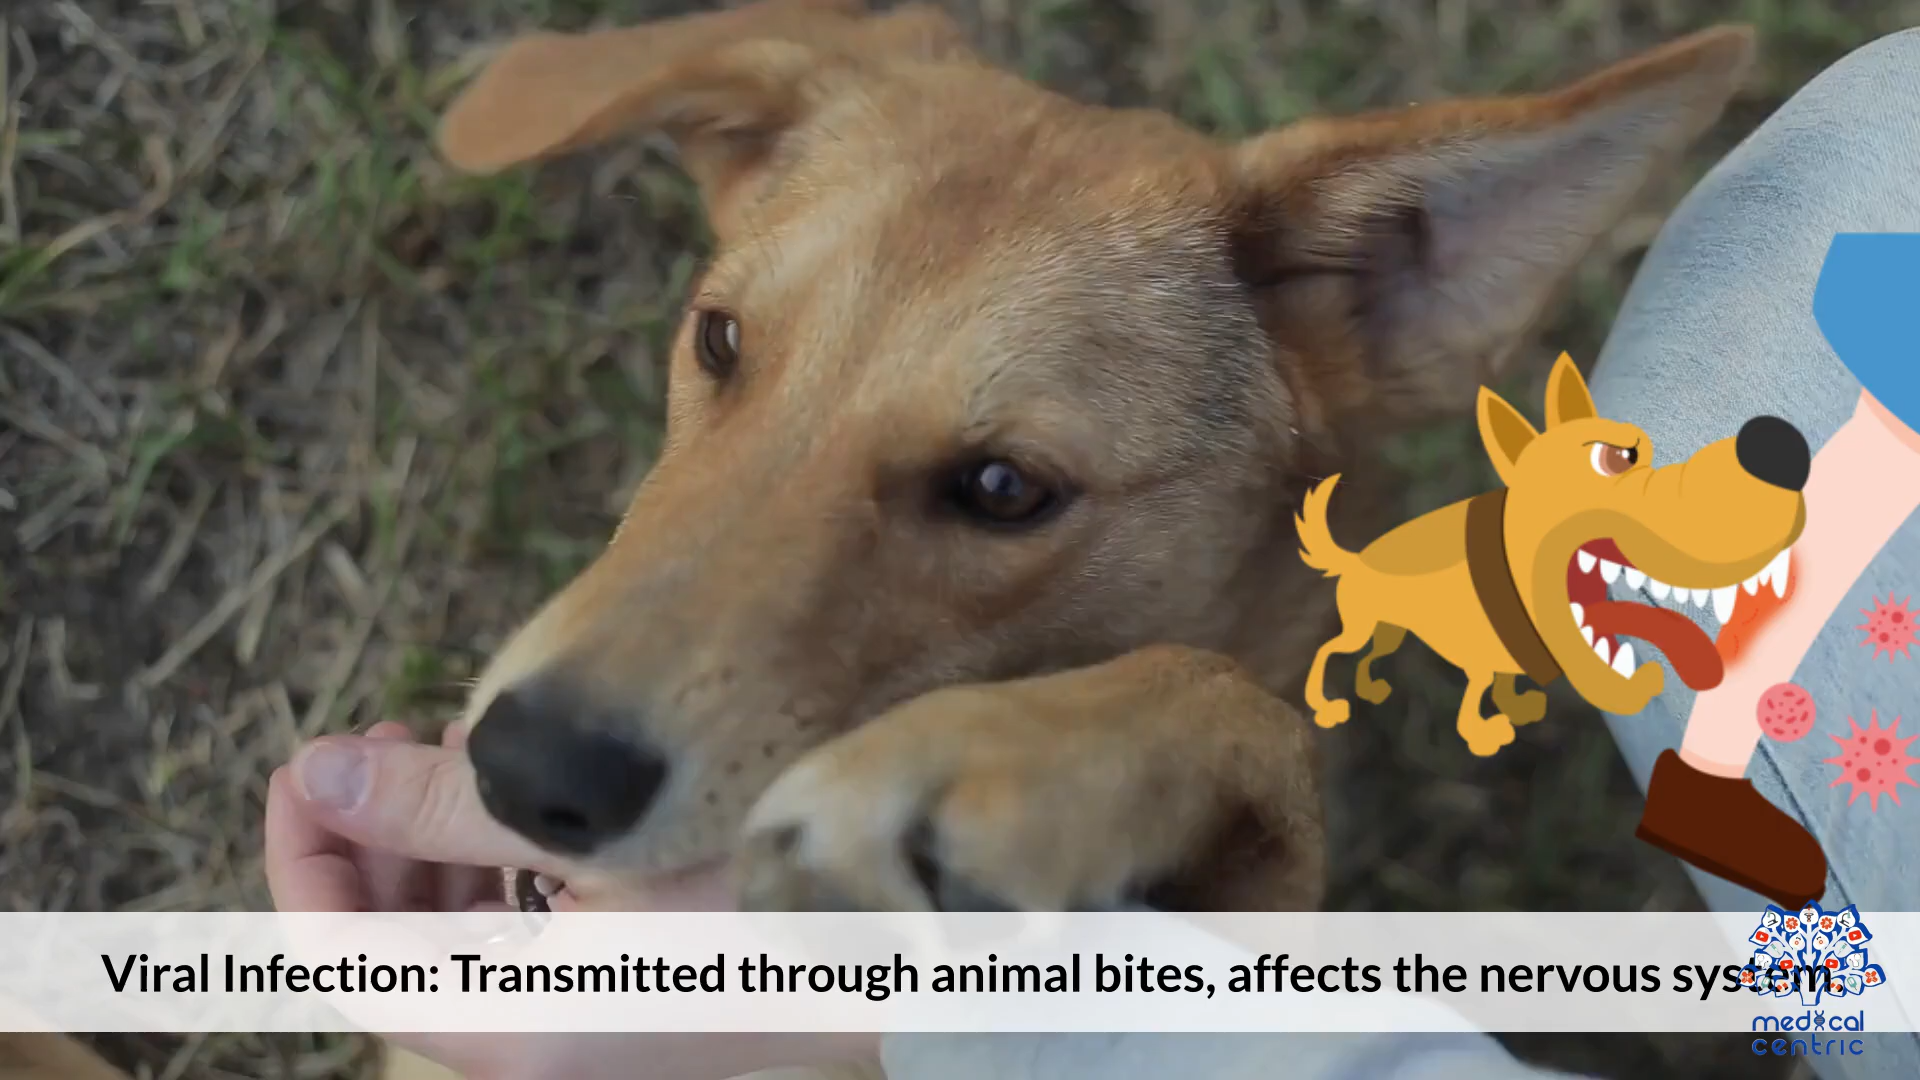 Viral Infection: Transmitted through animal bites, affects the nervous system.
medical
centric